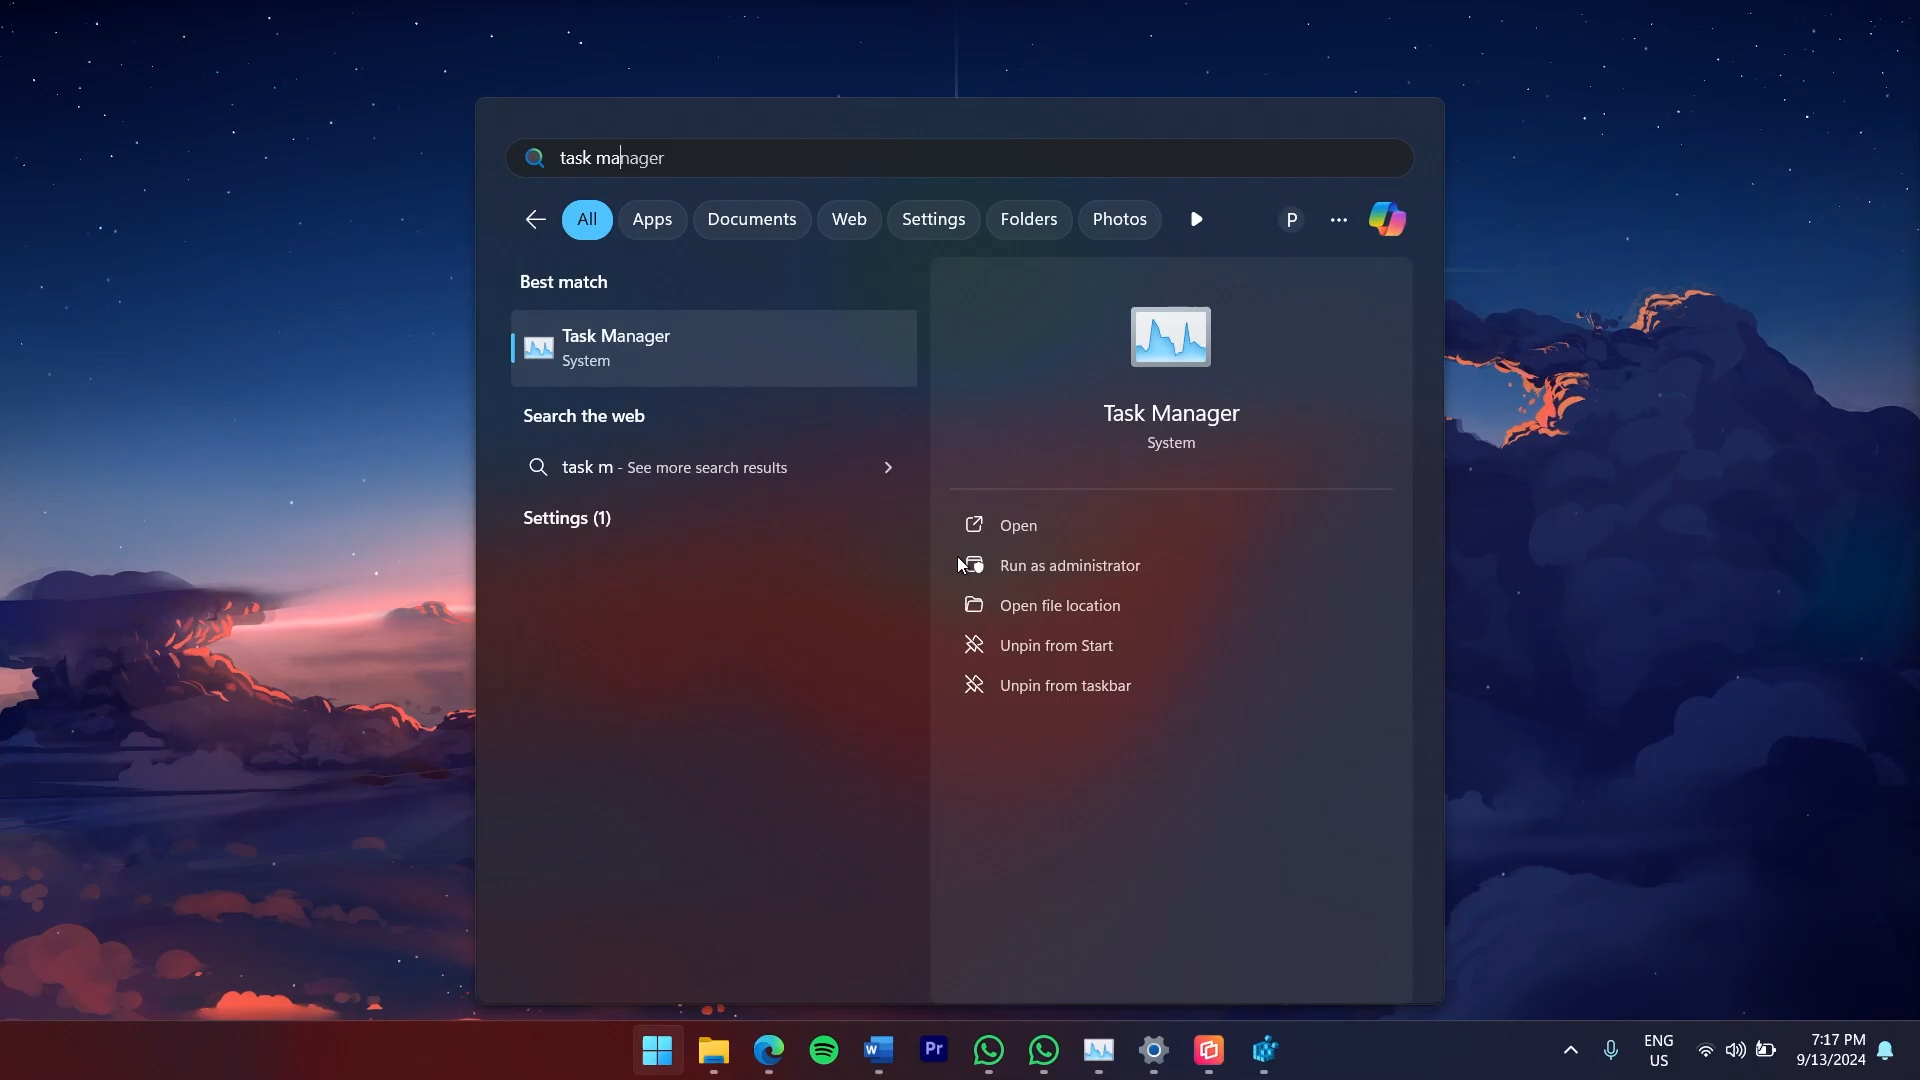 task manager
All Apps Documents Web Settings Folders Photos P
Best match
Task Manager
System
Search the web
task m - See more search results
Settings (1)
Task Manager
System
Open
Run as administrator
Open file location
Unpin from Start
Unpin from taskbar
W Pr
ENG
US
7:17 PM
9/13/2024